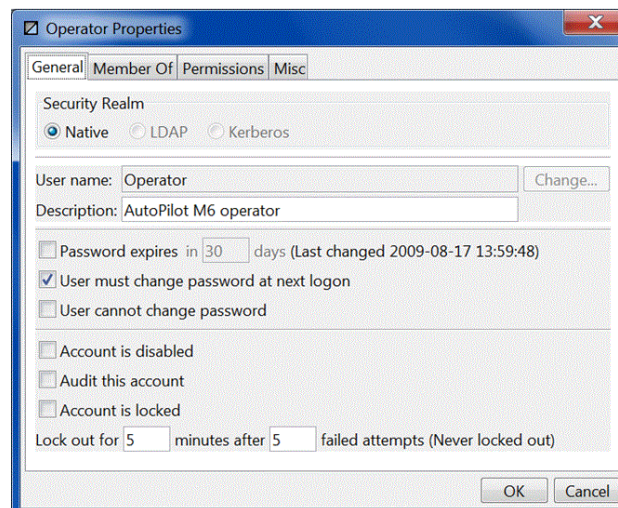 Operator Properties
General Member Of Permissions Misc
Security Realm
Native LDAP Kerberos
User name: Operator Change...
Description: AutoPilot M6 operator
Password expires in 30 days (Last changed 2009-08-17 13:59:48)
User must change password at next logon
User cannot change password
Account is disabled
Audit this account
Account is locked
Lock out for 5 minutes after 5 failed attempts (Never locked out)
OK Cancel